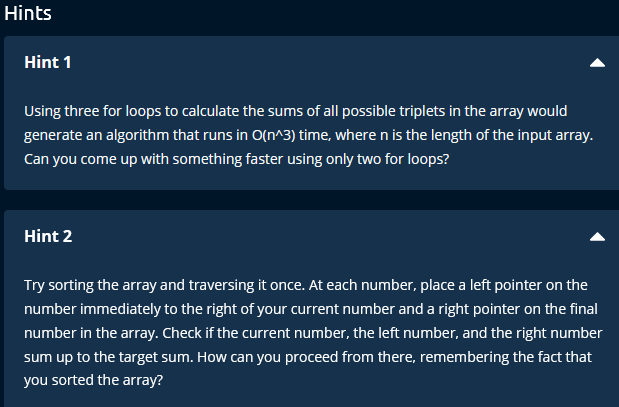 Hints
Hint 1
Using three for loops to calculate the sums of all possible triplets in the array would
generate an algorithm that runs in O(n^3) time, where n is the length of the input array.
Can you come up with something faster using only two for loops?
Hint 2
Try sorting the array and traversing it once. At each number, place a left pointer on the
number immediately to the right of your current number and a right pointer on the final
number in the array. Check if the current number, the left number, and the right number
sum up to the target sum. How can you proceed from there, remembering the fact that
you sorted the array?